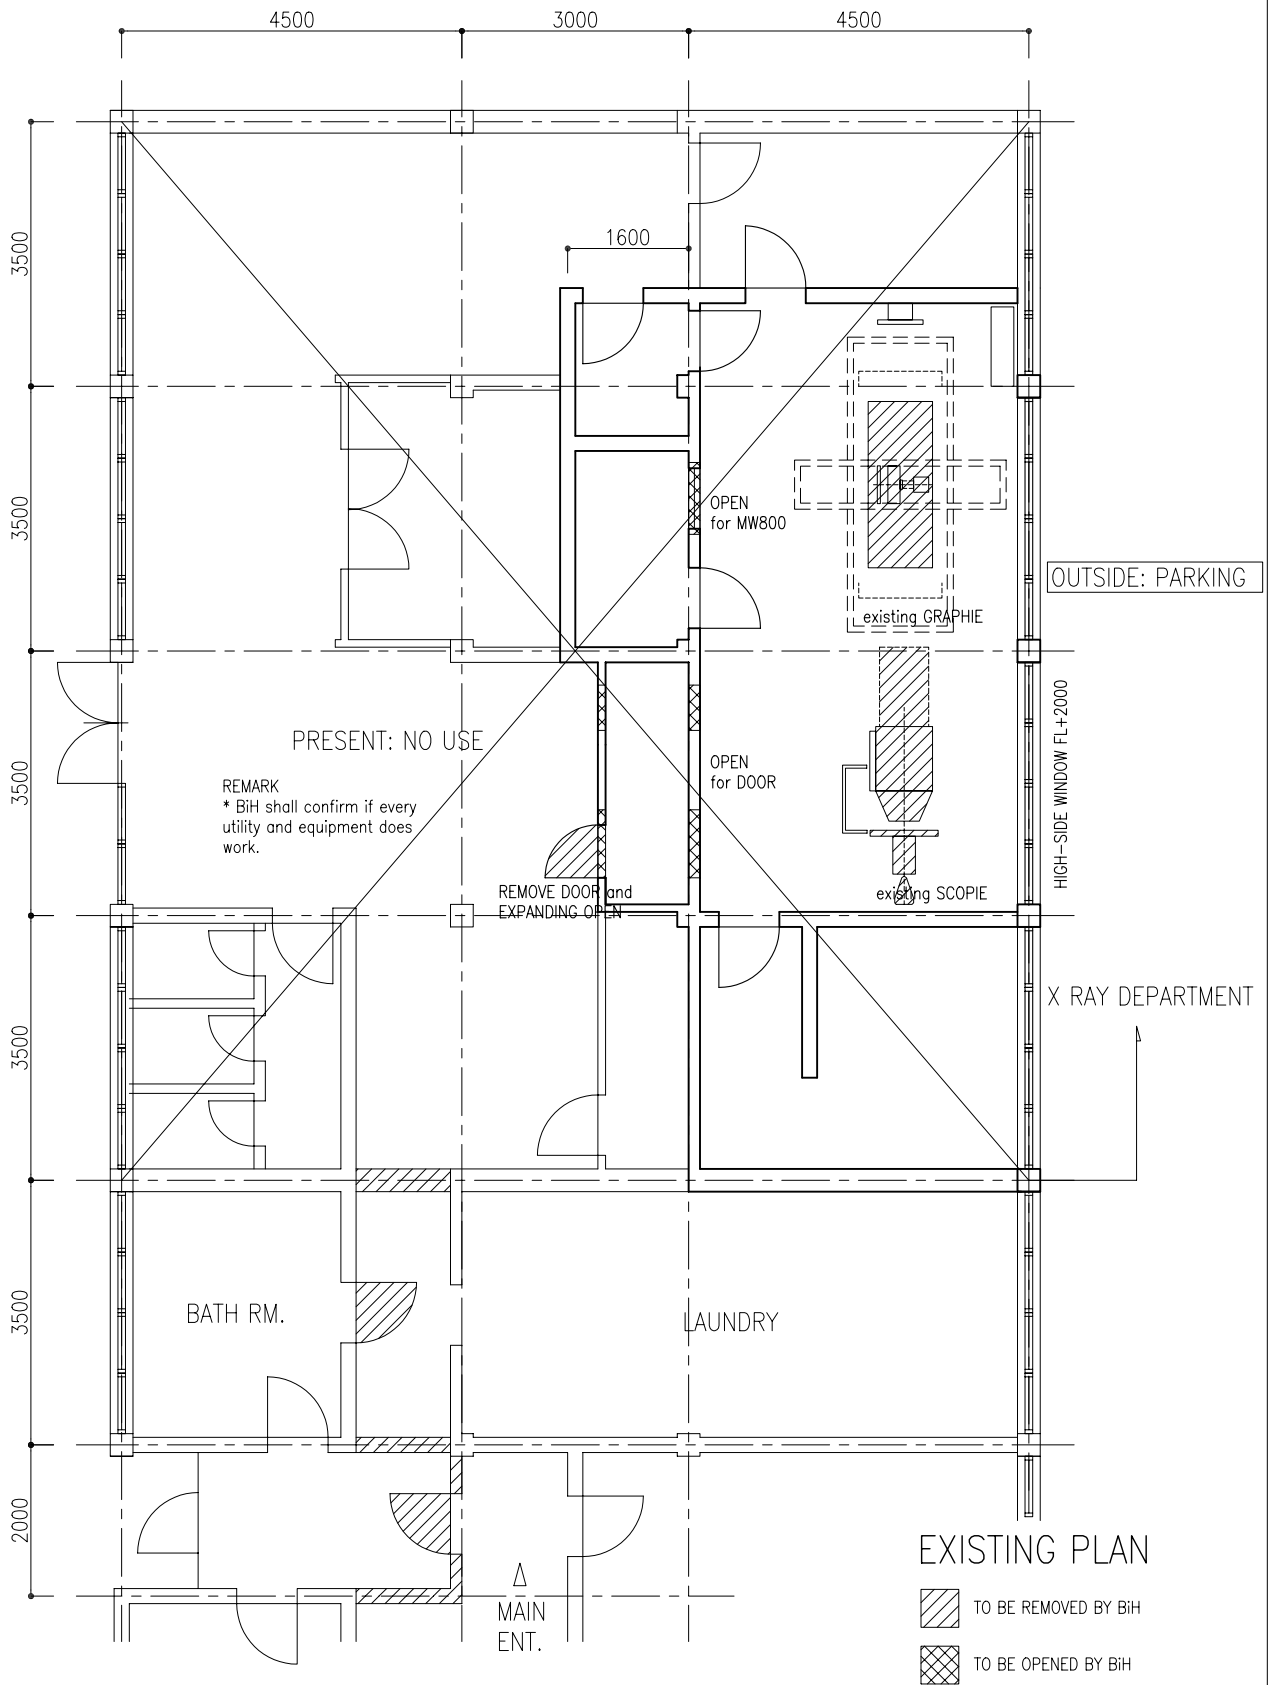 4500
3000
4500
3500
1600
3500
OPEN
for MW800
OUTSIDE: PARKING
existing GRAPHIE
3500
PRESENT: NO USE
REMARK
* BiH shall confirm if every
utility and equipment does
work.
OPEN
for DOOR
HIGH-SIDE WINDOW FL+2000
REMOVE DOOR and
EXPANDING OPEN
existing SCOPIE
3500
X RAY DEPARTMENT
3500
BATH RM.
LAUNDRY
2000
MAIN
ENT.
EXISTING PLAN
TO BE REMOVED BY BiH
TO BE OPENED BY BiH